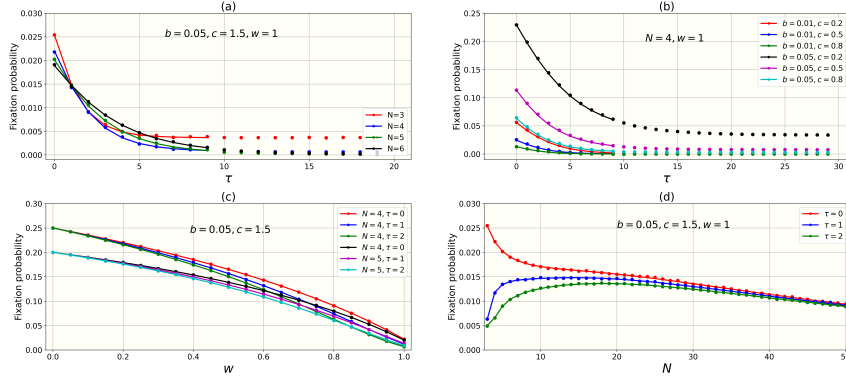 (a)
b = 0.05, c = 1.5, w = 1
Fixation probability
0.030
0.025
0.020
0.015
0.010
0.005
0.000
N=3
N=4
N=5
N=6
0 5 10 15 20
τ
(b)
N = 4, w = 1
Fixation probability
0.25
0.20
0.15
0.10
0.05
0.00
b = 0.01, c = 0.2
b = 0.01, c = 0.5
b = 0.01, c = 0.8
b = 0.05, c = 0.2
b = 0.05, c = 0.5
b = 0.05, c = 0.8
-5 0 5 10 15 20 25 30
τ
(c)
b = 0.05, c = 1.5
Fixation probability
0.30
0.25
0.20
0.15
0.10
0.05
0.00
N = 4, τ = 0
N = 4, τ = 1
N = 4, τ = 2
N = 4, τ = 0
N = 5, τ = 1
N = 5, τ = 2
0.0 0.2 0.4 0.6 0.8 1.0
w
(d)
b = 0.05, c = 1.5, w = 1
Fixation probability
0.030
0.025
0.020
0.015
0.010
0.005
0.000
τ = 0
τ = 1
τ = 2
10 20 30 40 50
N